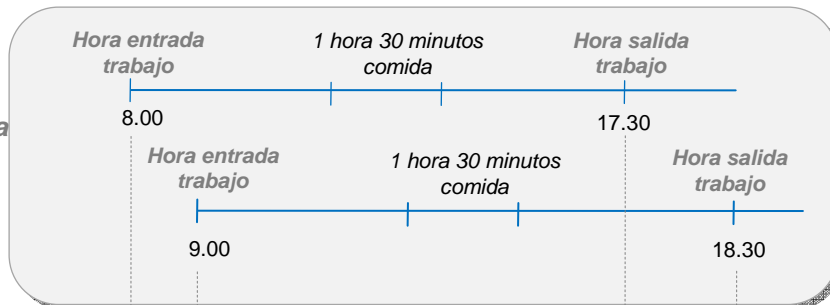 Hora entrada
trabajo
1 hora 30 minutos
comida
Hora salida
trabajo
8.00
17.30
a
Hora entrada
trabajo
1 hora 30 minutos
comida
Hora salida
trabajo
9.00
18.30